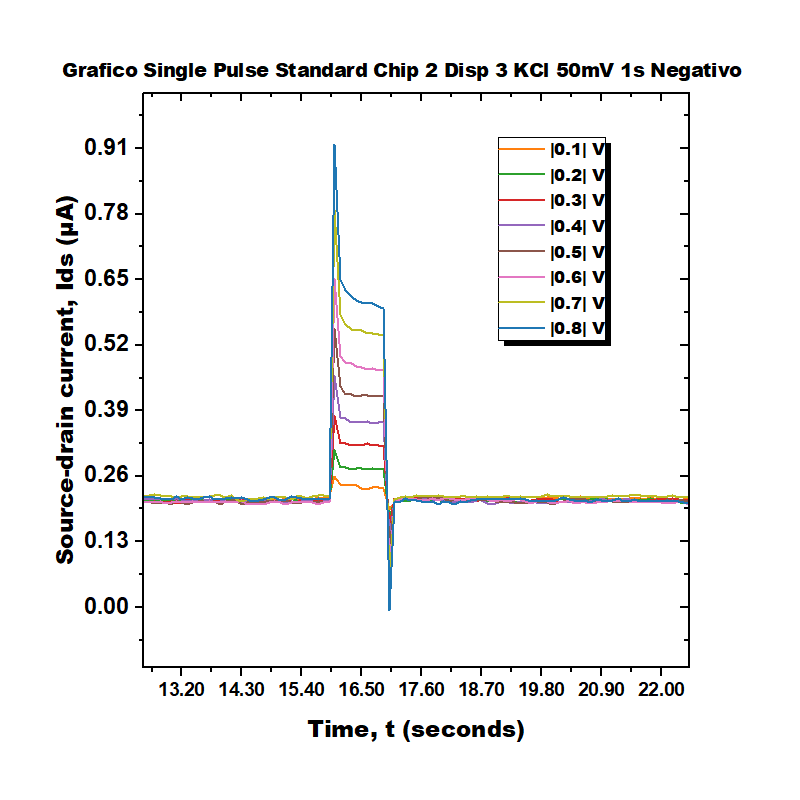 Grafico Single Pulse Standard Chip 2 Disp 3 KCl 50mV 1s Negativo
Source-drain current, Ids (µA)
0.91
0.78
0.65
0.52
0.39
0.26
0.13
0.00
|0.1| V
|0.2| V
|0.3| V
|0.4| V
|0.5| V
|0.6| V
|0.7| V
|0.8| V
13.20 14.30 15.40 16.50 17.60 18.70 19.80 20.90 22.00
Time, t (seconds)